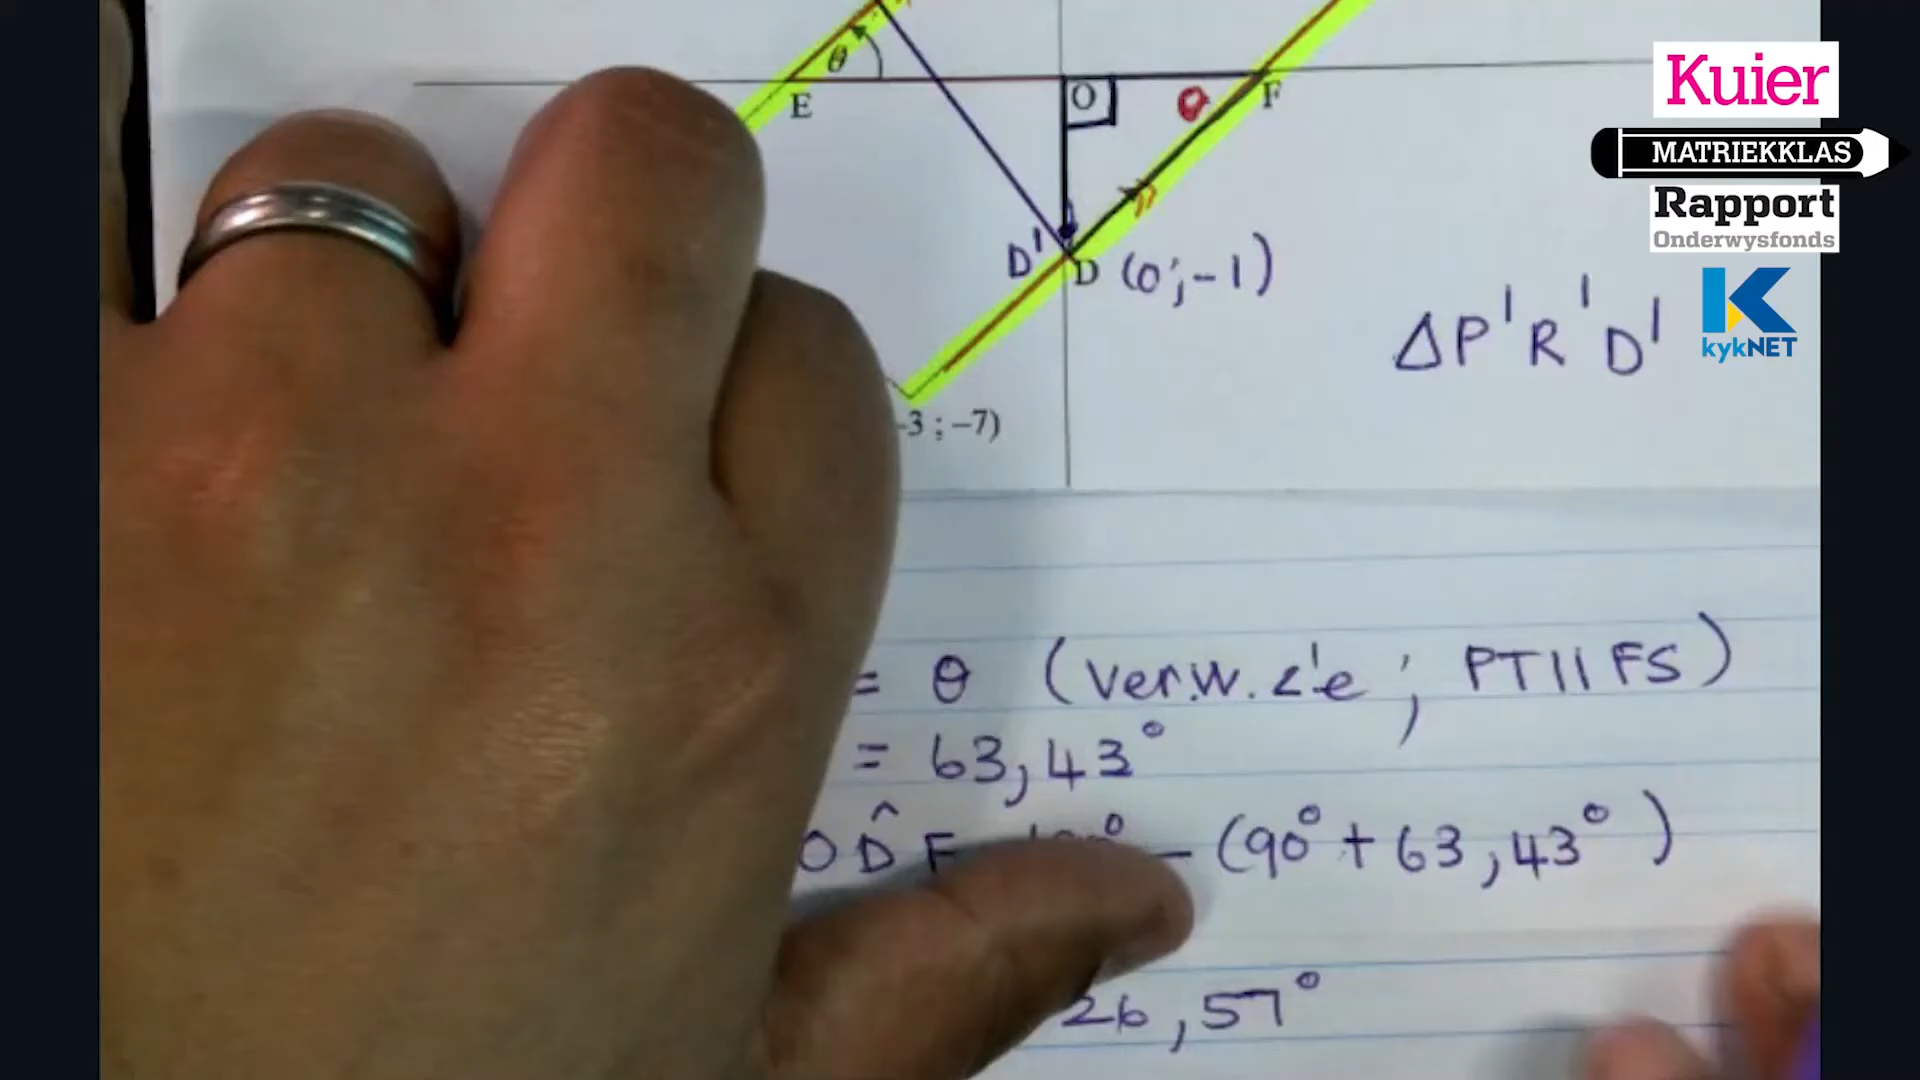 θ
E
O
θ
F
D' D (0;-1)
ΔP'R'D'
-3 ; –7)
= θ (verw. <'e ; PT || FS)
= 63,43°
OD̂F - (90° + 63,43°)
26,57°
Kuier
MATRIEKKLAS
Rapport
Onderwysfonds
kykNET